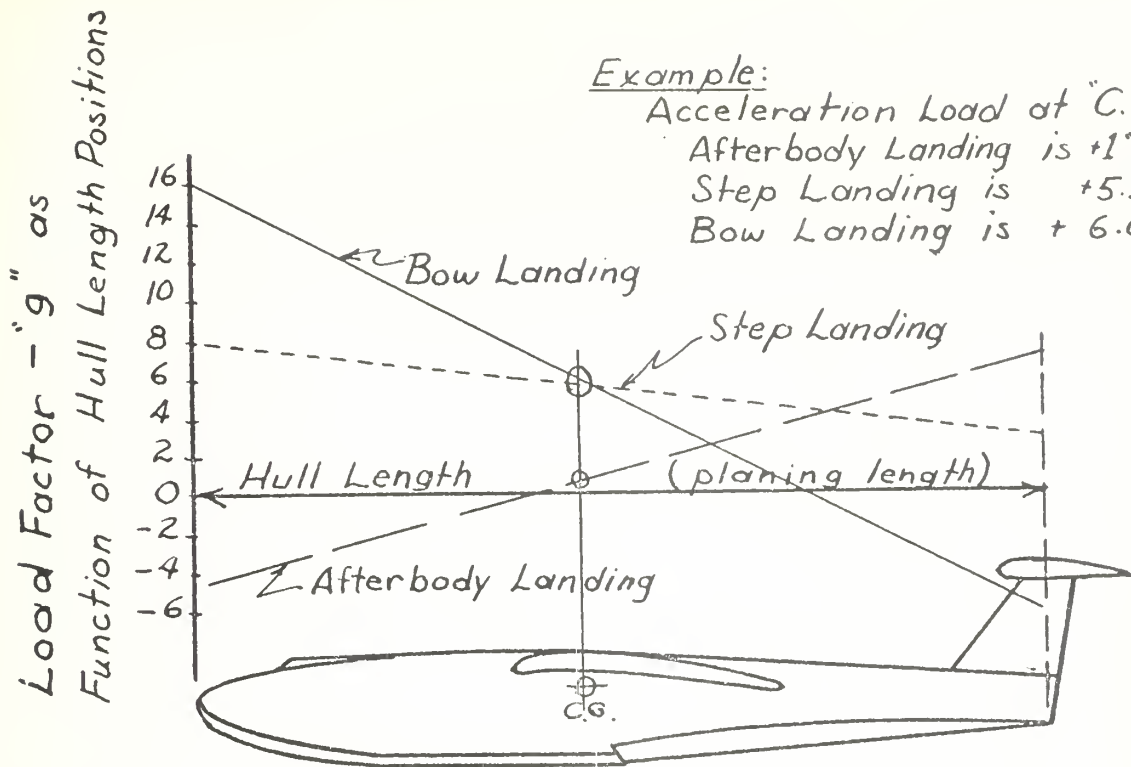 Load Factor - "g" as
Function of Hull Length Positions
Example:
Acceleration Load at "C.
Afterbody Landing is +1"
Step Landing is +5.
Bow Landing is + 6.
16
14
12
10
8
6
4
2
0
-2
-4
-6
Bow Landing
Step Landing
Hull Length (planing length)
Afterbody Landing
C.G.